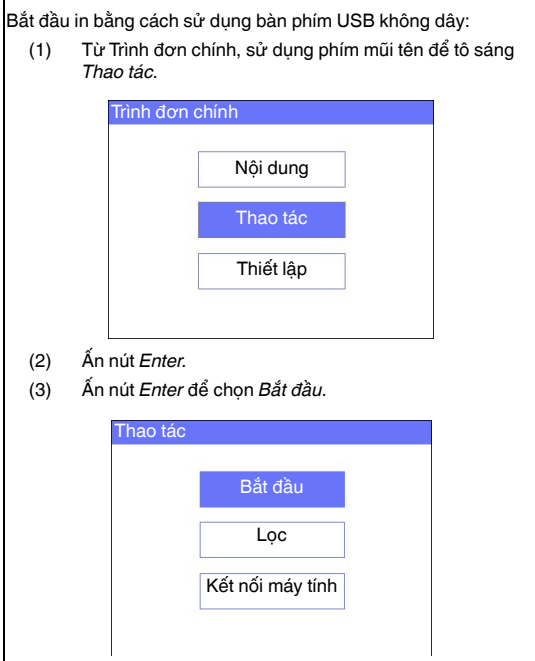 Bắt đầu in bằng cách sử dụng bàn phím USB không dây:
(1) Từ Trình đơn chính, sử dụng phím mũi tên để tô sáng
Thao tác.
Trình đơn chính
Nội dung
Thao tác
Thiết lập
(2) Ấn nút Enter.
(3) Ấn nút Enter để chọn Bắt đầu.
Thao tác
Bắt đầu
Lọc
Kết nối máy tính